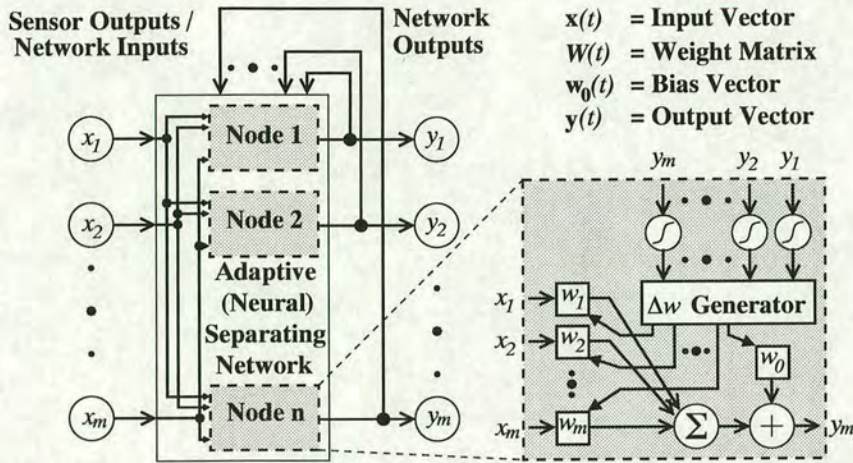 Sensor Outputs /
Network Inputs
Network
Outputs
x(t) = Input Vector
W(t) = Weight Matrix
w₀(t) = Bias Vector
y(t) = Output Vector
x₁
Node 1
y₁
x₂
Node 2
y₂
Adaptive
(Neural)
Separating
Network
xₘ
Node n
yₘ
yₘ y₂ y₁
Δw Generator
x₁ w₁
x₂ w₂
w₀
xₘ wₘ Σ + yₘ